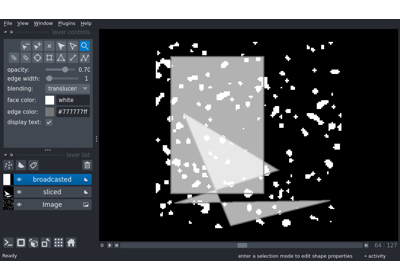 File View Window Plugins Help
layer controls
opacity: 0.70
edge width: 1
blending: translucen
face color: white
edge color: #777777ff
display text:
layer list
broadcasted
sliced
Image
0 64 127
Ready enter a selection mode to edit shape properties activity